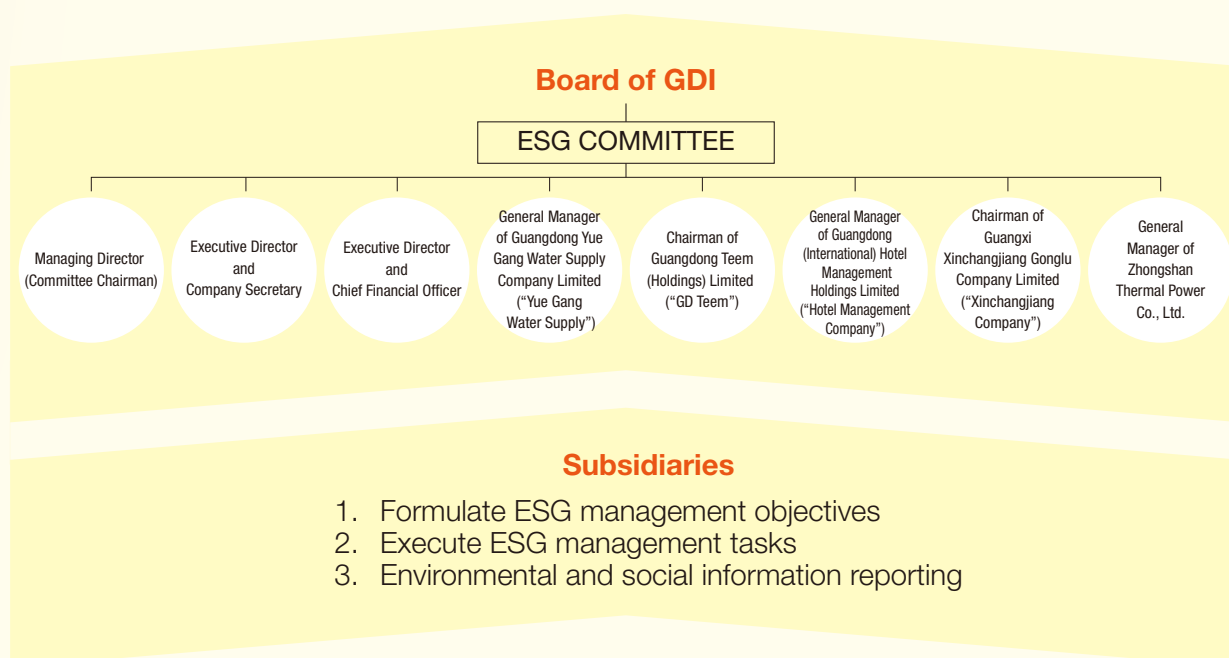 Board of GDI
ESG COMMITTEE
Managing Director
(Committee Chairman)
Executive Director
and
Company Secretary
Executive Director
and
Chief Financial Officer
General Manager
of Guangdong Yue
Gang Water Supply
Company Limited
(“Yue Gang
Water Supply”)
Chairman of
Guangdong Teem
(Holdings) Limited
(“GD Teem”)
General Manager
of Guangdong
(International) Hotel
Management
Holdings Limited
(“Hotel Management
Company”)
Chairman of
Guangxi
Xinchangjiang Gonglu
Company Limited
(“Xinchangjiang
Company”)
General
Manager of
Zhongshan
Thermal Power
Co., Ltd.
Subsidiaries
1. Formulate ESG management objectives
2. Execute ESG management tasks
3. Environmental and social information reporting